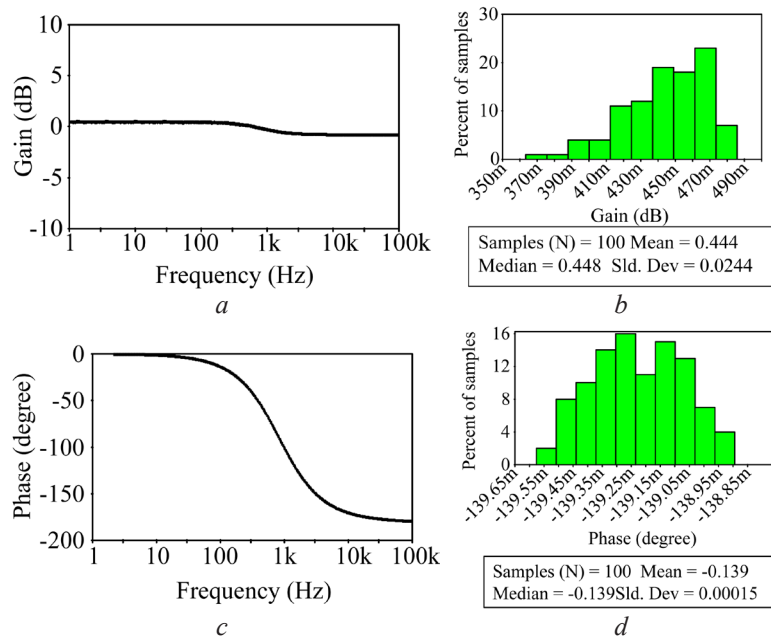 10
5
0
-5
-10
Gain (dB)
1 10 100 1k 10k 100k
Frequency (Hz)
a
30
20
10
0
Percent of samples
350m 370m 390m 410m 430m 450m 470m 490m
Gain (dB)
Samples (N) = 100 Mean = 0.444
Median = 0.448 Sld. Dev = 0.0244
b
0
-50
-100
-150
-200
Phase (degree)
1 10 100 1k 10k 100k
Frequency (Hz)
c
16
12
8
4
0
Percent of samples
-139.65m -139.55m -139.45m -139.35m -139.25m -139.15m -139.05m -138.95m -138.85m
Phase (degree)
Samples (N) = 100 Mean = -0.139
Median = -0.139Sld. Dev = 0.00015
d